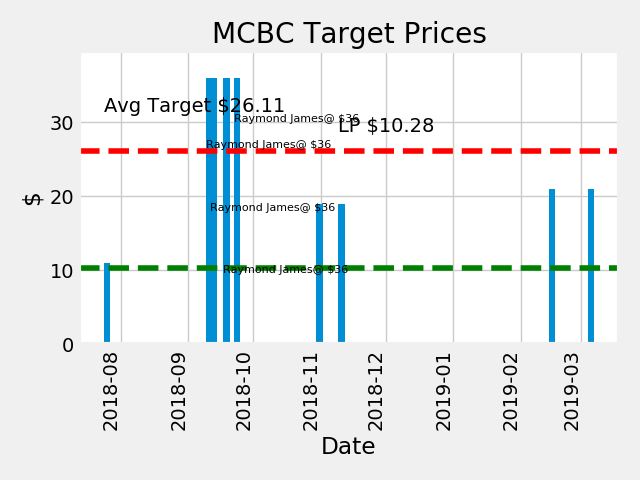 MCBC Target Prices
Avg Target $26.11
Raymond James@ $36
LP $10.28
Raymond James@ $36
Raymond James@ $36
Raymond James@ $36
$
30
20
10
0
2018-08
2018-09
2018-10
2018-11
2018-12
2019-01
2019-02
2019-03
Date